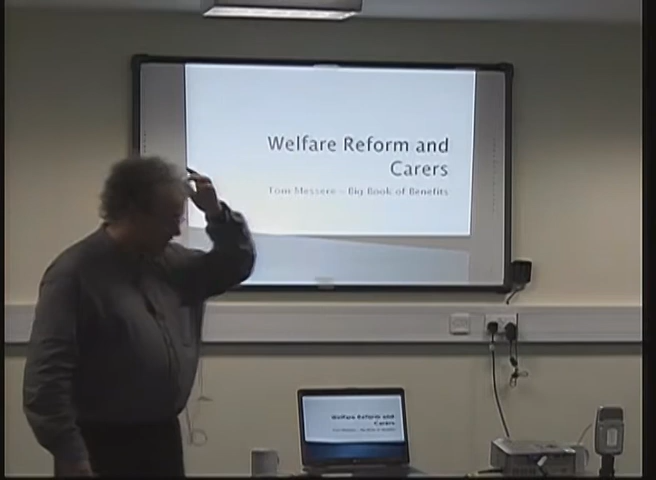 Welfare Reform and
Carers
Tom Messere - Big Book of Benefits
Welfare Reform and
Carers